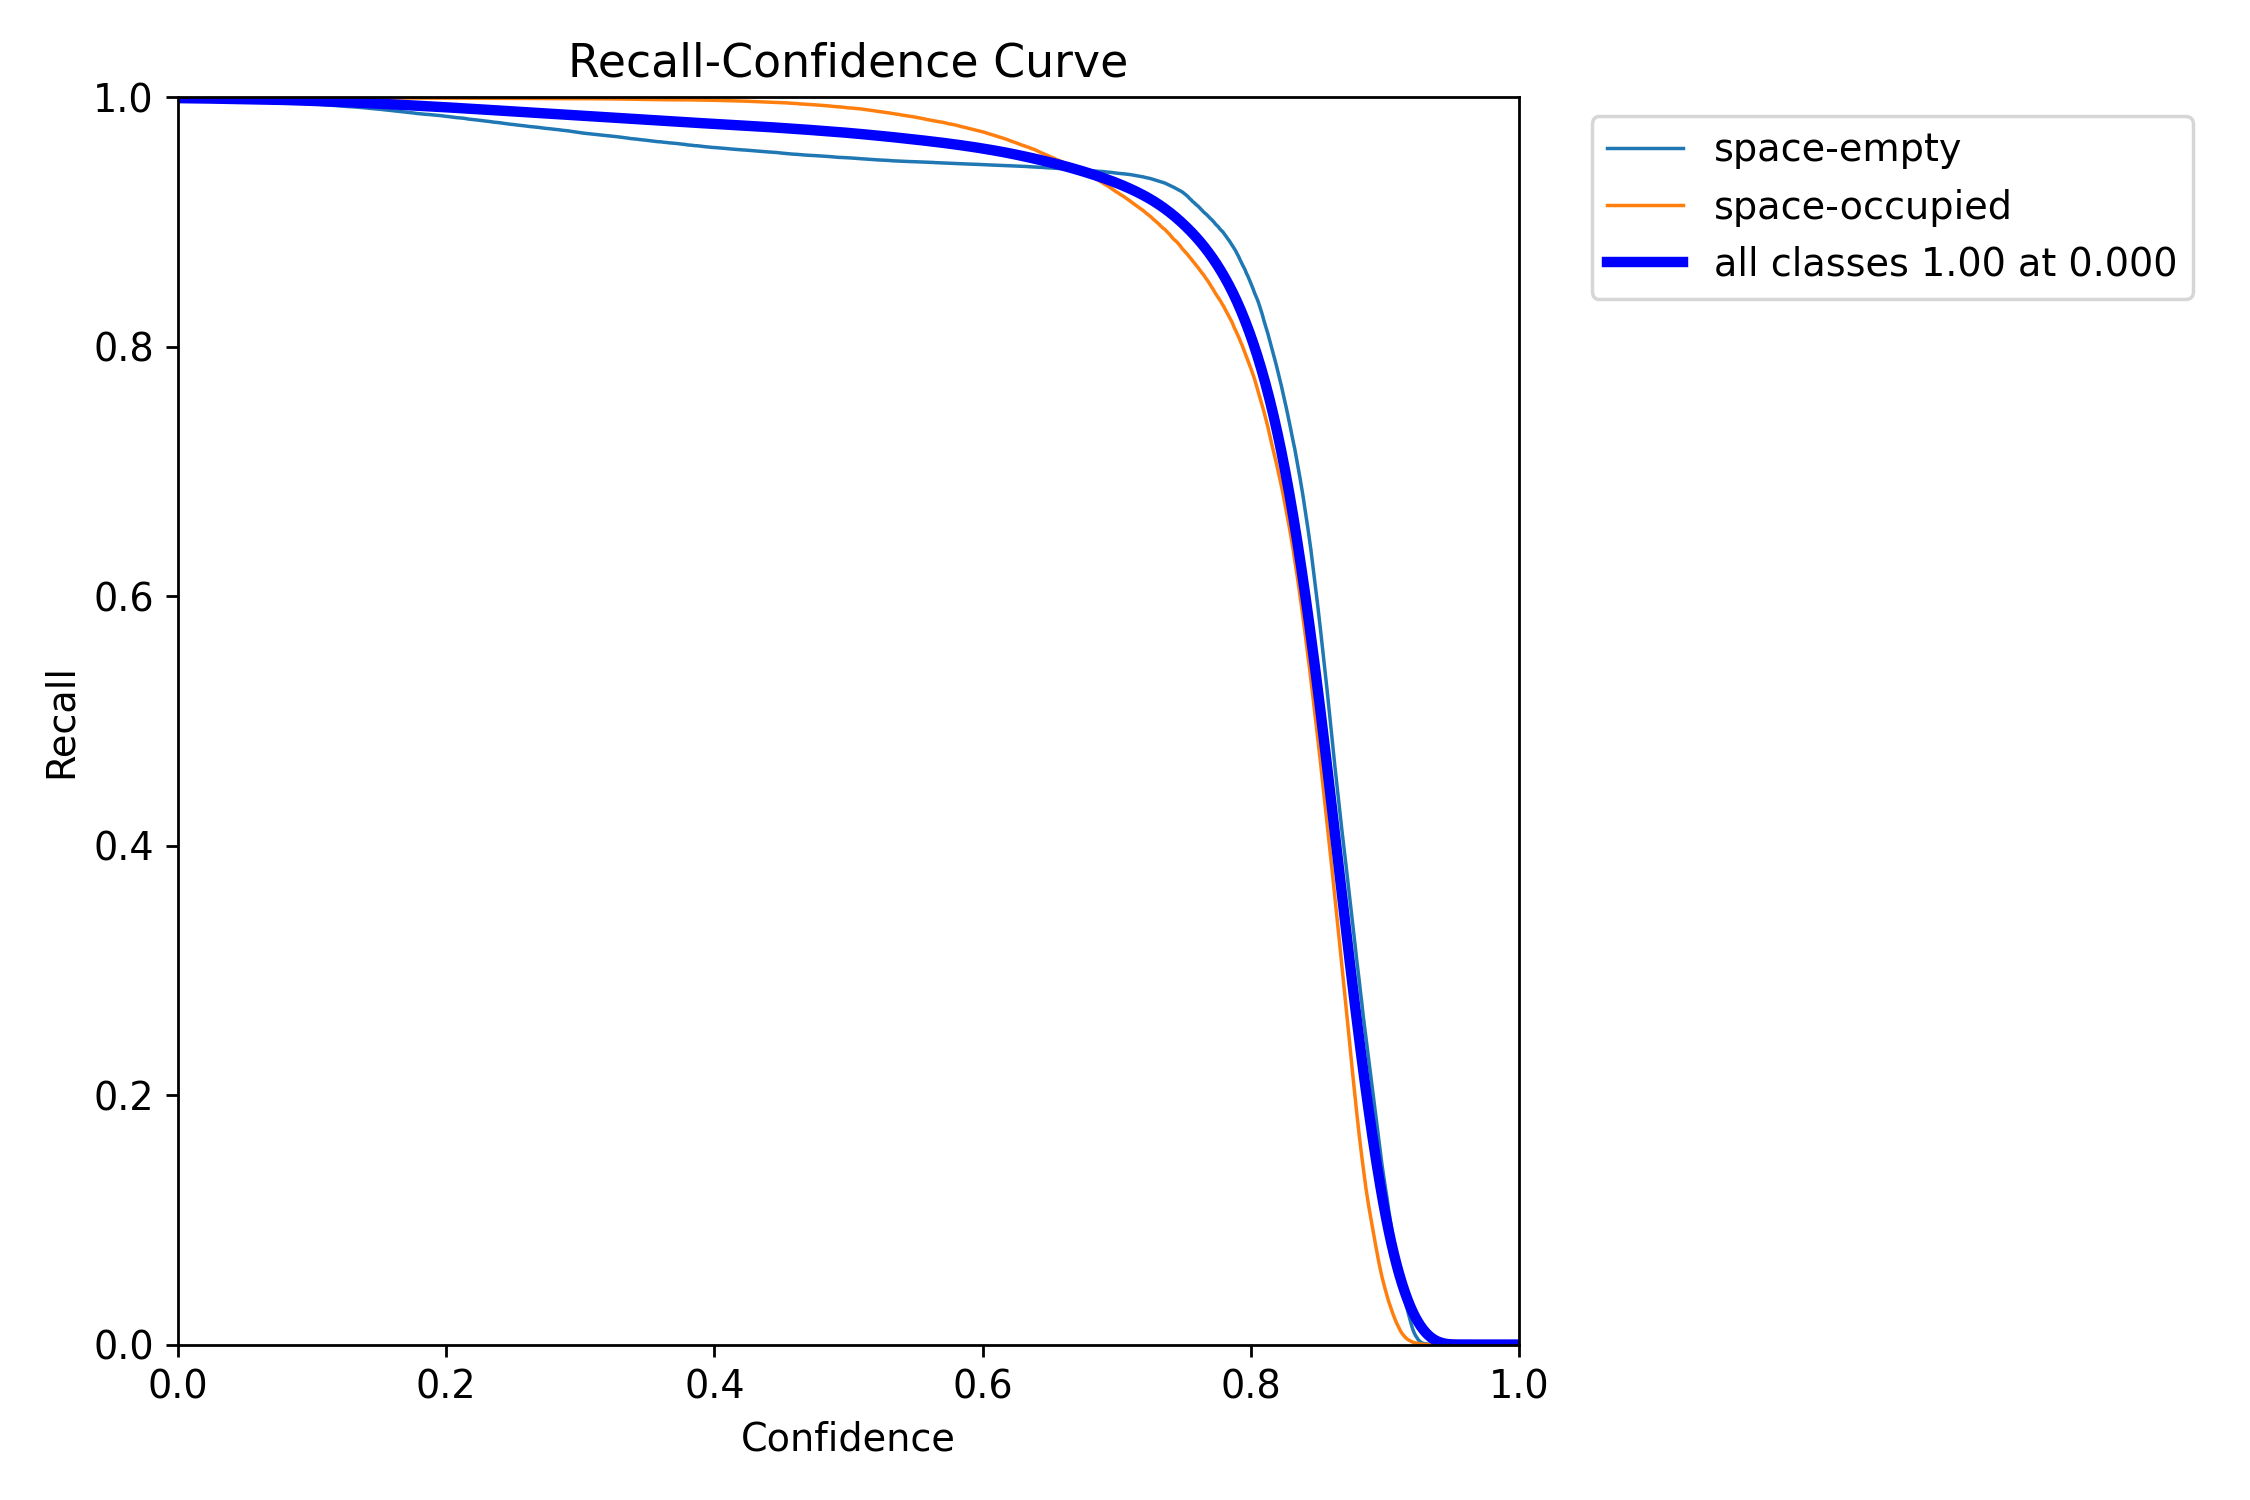 Recall-Confidence Curve
1.0
0.8
0.6
0.4
0.2
0.0
Recall
0.0 0.2 0.4 0.6 0.8 1.0
Confidence
space-empty
space-occupied
all classes 1.00 at 0.000